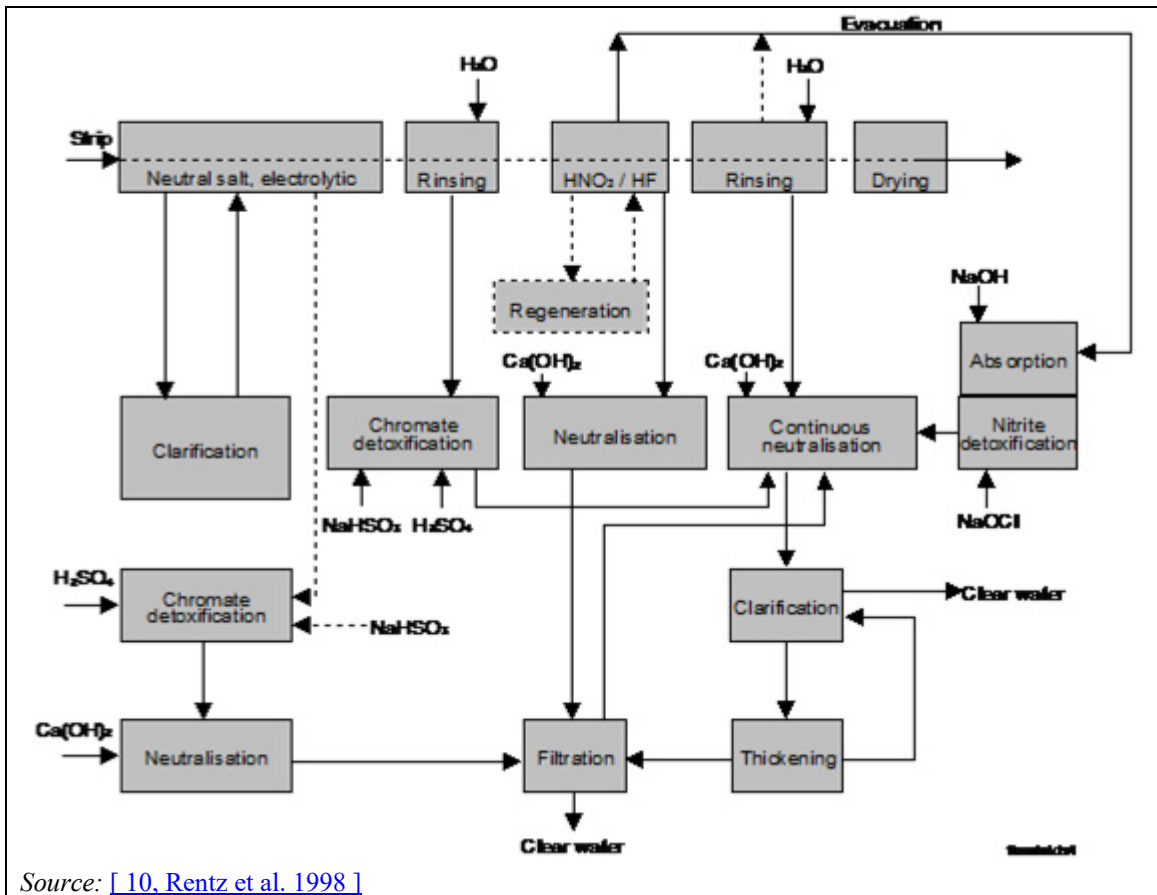 Evacuation
H₂O
H₂O
Strip
Neutral salt, electrolytic
Rinsing
HNO₃ / HF
Rinsing
Drying
Regeneration
NaOH
Ca(OH)₂
Ca(OH)₂
Absorption
Clarification
Chromate
detoxification
Neutralisation
Continuous
neutralisation
Nitrite
detoxification
NaHSO₃
H₂SO₄
NaOCl
H₂SO₄
Chromate
detoxification
NaHSO₃
Clarification
Clear water
Ca(OH)₂
Neutralisation
Filtration
Thickening
Clear water
Source: [ 10, Rentz et al. 1998 ]